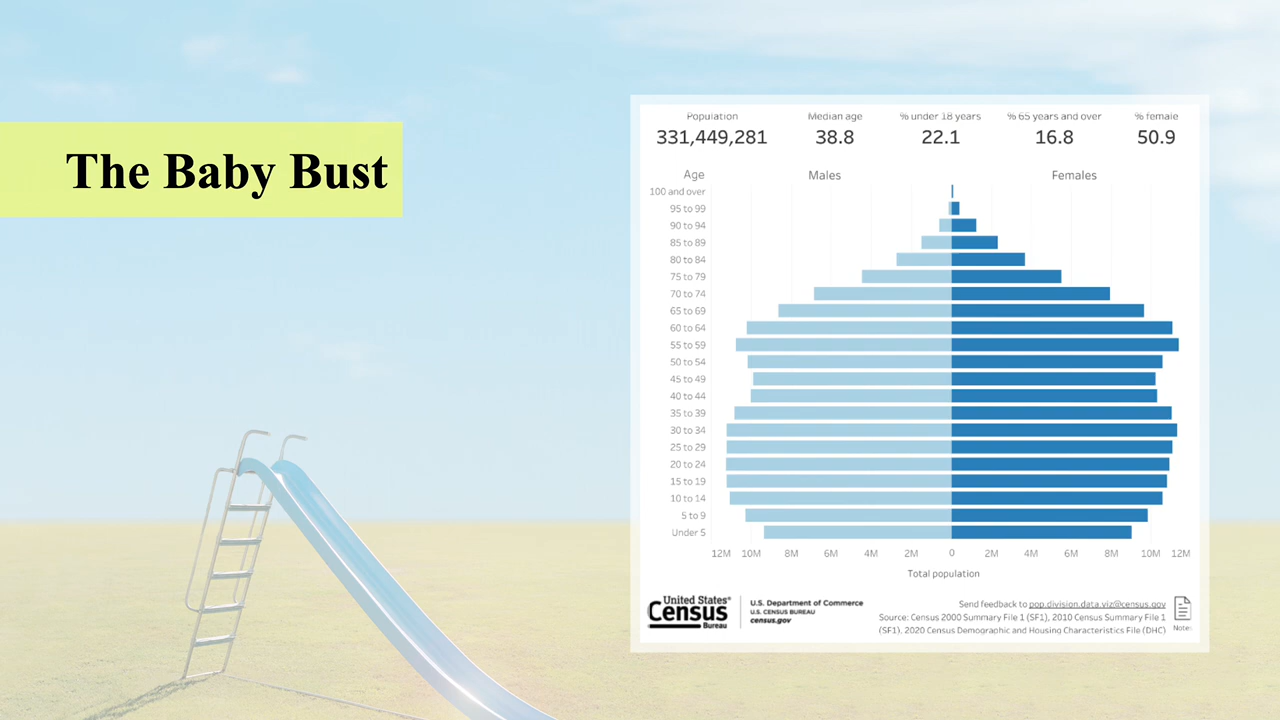 The Baby Bust
Population Median age % under 18 years % 65 years and over % female
331,449,281 38.8 22.1 16.8 50.9
Age Males Females
100 and over
95 to 99
90 to 94
85 to 89
80 to 84
75 to 79
70 to 74
65 to 69
60 to 64
55 to 59
50 to 54
45 to 49
40 to 44
35 to 39
30 to 34
25 to 29
20 to 24
15 to 19
10 to 14
5 to 9
Under 5
12M 10M 8M 6M 4M 2M 0 2M 4M 6M 8M 10M 12M
Total population
United States®
Census
Bureau
U.S. Department of Commerce
U.S. CENSUS BUREAU
census.gov
Send feedback to pop.division.data.viz@census.gov
Source: Census 2000 Summary File 1 (SF1), 2010 Census Summary File 1
(SF1), 2020 Census Demographic and Housing Characteristics File (DHC)
Notes